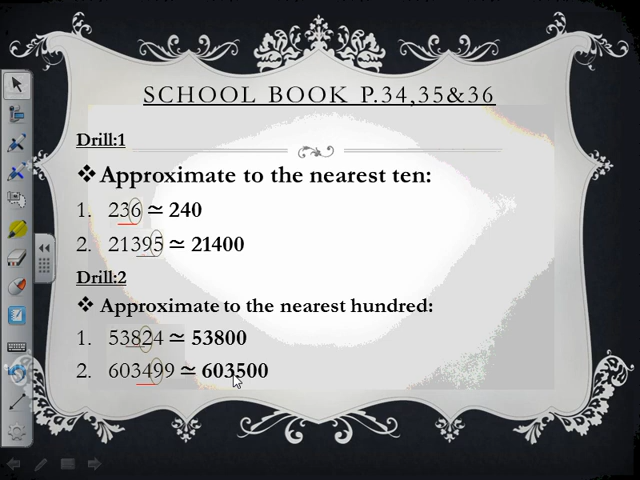 SCHOOL BOOK P.34,35&36
Drill:1
❖Approximate to the nearest ten:
1. 236 ≃ 240
2. 21395 ≃ 21400
Drill:2
❖ Approximate to the nearest hundred:
1. 53824 ≃ 53800
2. 603499 ≃ 603500